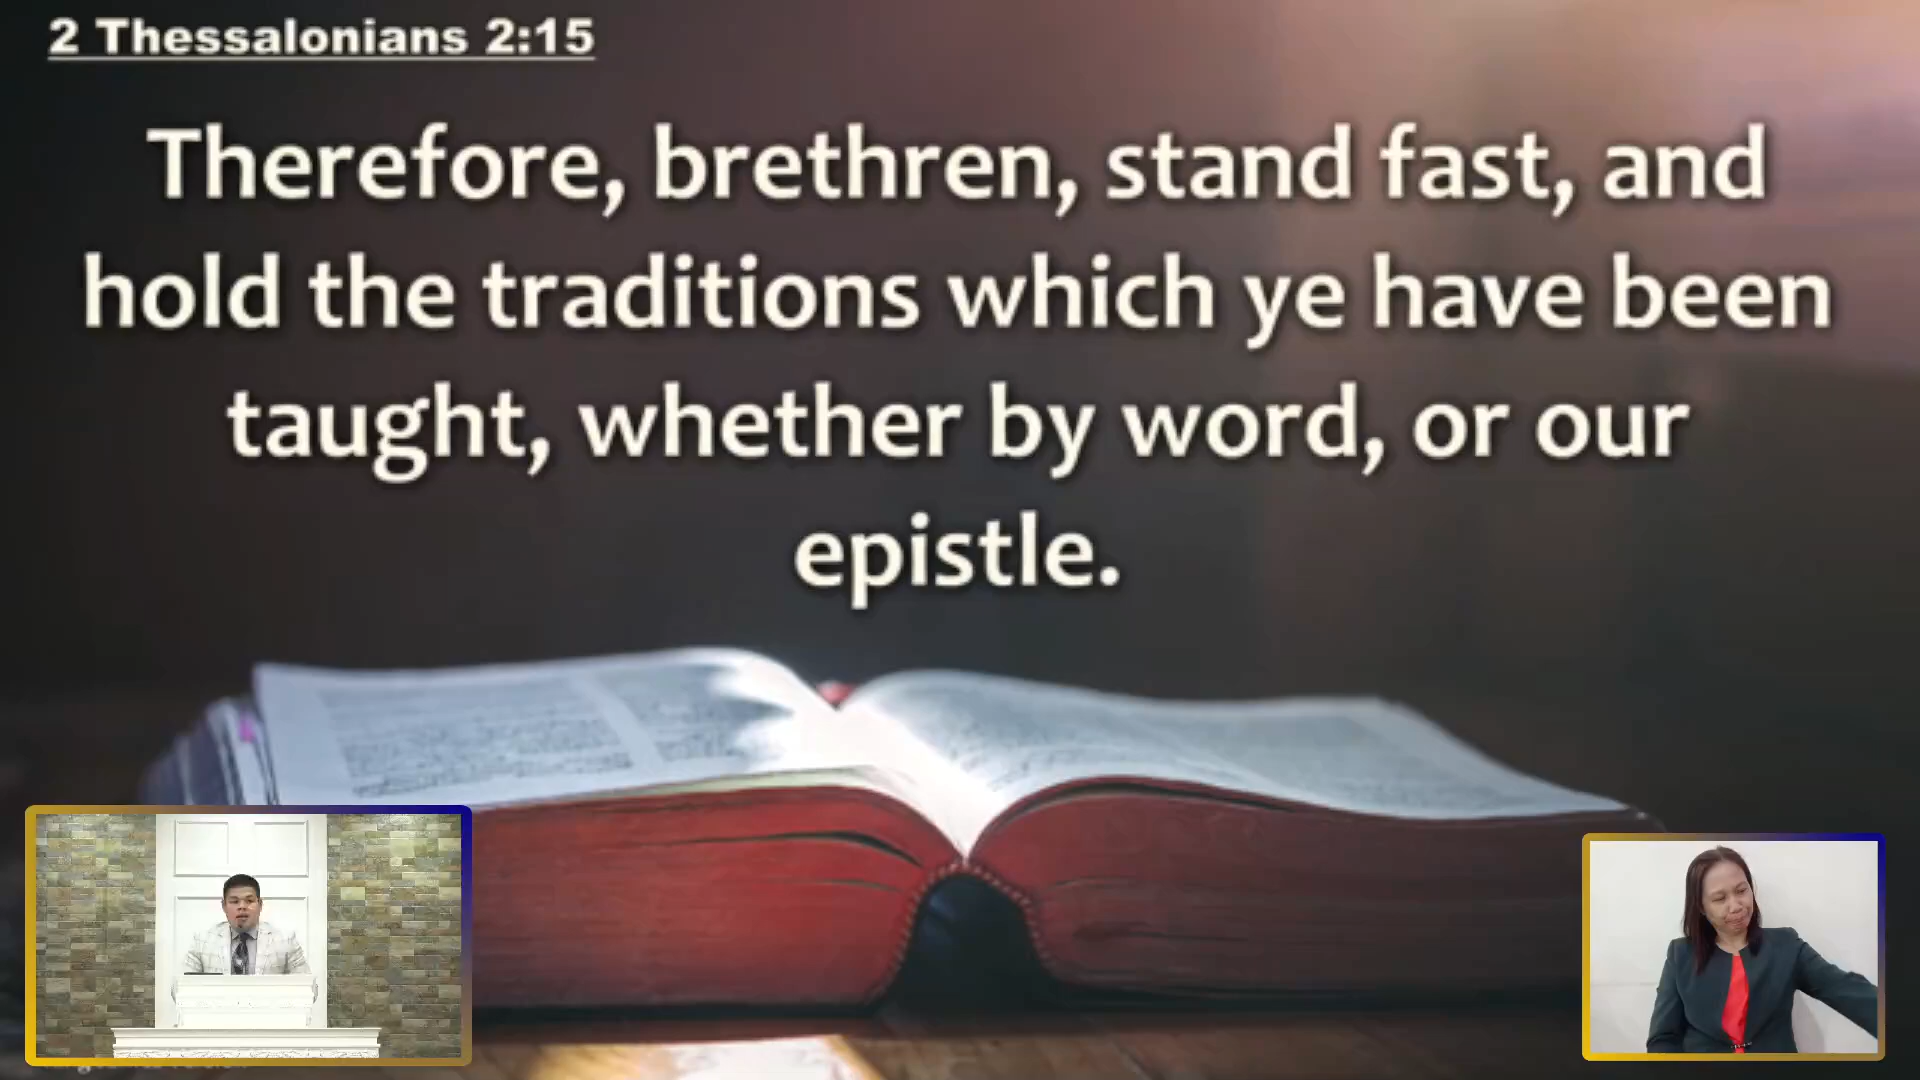 2 Thessalonians 2:15
Therefore, brethren, stand fast, and
hold the traditions which ye have been
taught, whether by word, or our
epistle.